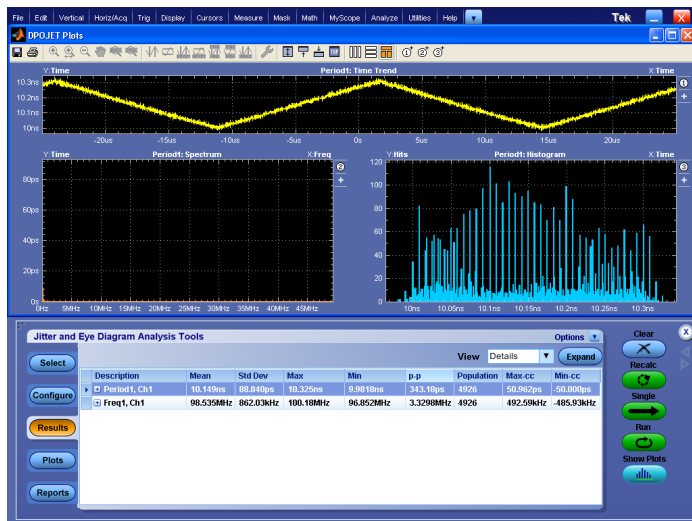 File Edit Vertical Horiz/Acq Trig Display Cursors Measure Mask Math MyScope Analyze Utilities Help Tek X
DPOJET Plots
Y:Time Period1: Time Trend X:Time
10.3ns
10.2ns
10.1ns
10ns
-20us -15us -10us -5us 0s 5us 10us 15us 20us
1
+
Y:Time Period1: Spectrum X:Freq
80ps
60ps
40ps
20ps
0s
0Hz 5MHz 10MHz 15MHz 20MHz 25MHz 30MHz 35MHz 40MHz 45MHz
2
+
Y:Hits Period1: Histogram X:Time
120
100
80
60
40
20
0
10ns 10.05ns 10.1ns 10.15ns 10.2ns 10.25ns 10.3ns
3
+
Jitter and Eye Diagram Analysis Tools Options
View Details Expand
Select
Configure
Results
Plots
Reports
Description Mean Std Dev Max Min p-p Population Max-cc Min-cc
Period1, Ch1 10.149ns 88.840ps 10.325ns 9.9818ns 343.18ps 4926 50.962ps -50.000ps
Freq1, Ch1 98.535MHz 862.03kHz 100.18MHz 96.852MHz 3.3298MHz 4926 492.59kHz -485.93kHz
Clear
Recalc
Single
Run
Show Plots
X